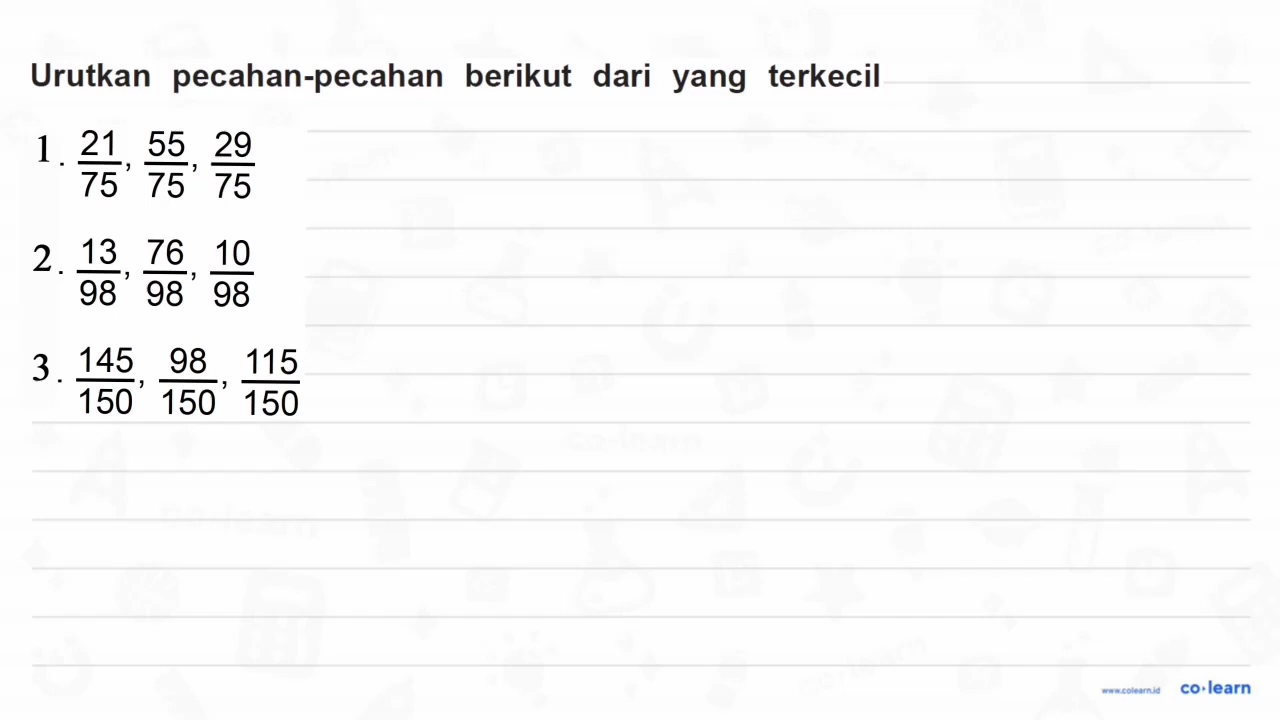 Urutkan pecahan-pecahan berikut dari yang terkecil
1. 21/75, 55/75, 29/75
2. 13/98, 76/98, 10/98
3. 145/150, 98/150, 115/150
www.colearn.id co·learn